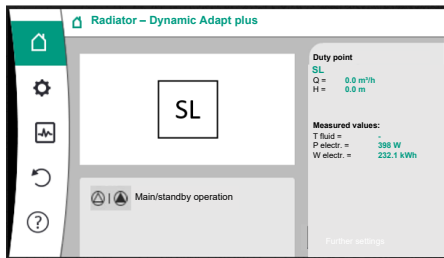 Radiator – Dynamic Adapt plus
SL
Main/standby operation
Duty point
SL
Q = 0.0 m³/h
H = 0.0 m
Measured values:
T fluid = -
P electr. = 398 W
W electr. = 232.1 kWh
Further settings
?